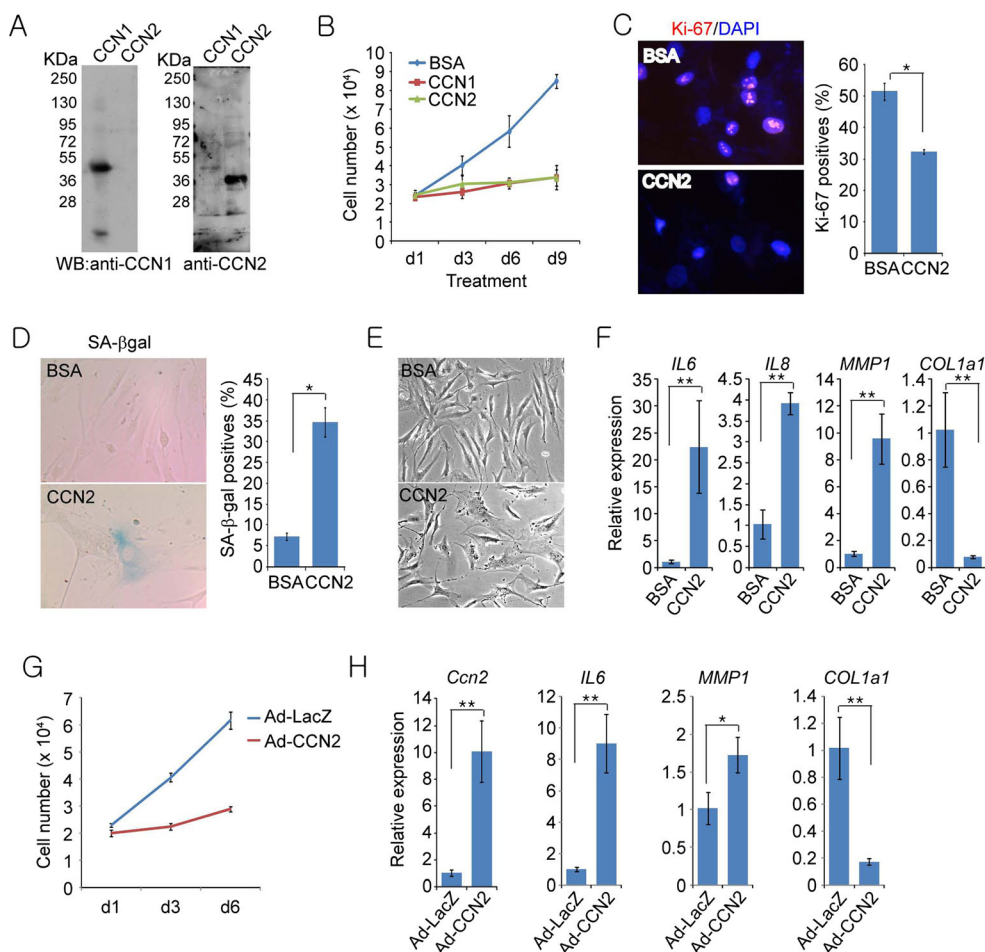 A
KDa
CCN1
CCN2
250
130
95
72
55
36
28
WB:anti-CCN1
KDa
CCN1
CCN2
250
130
95
72
55
36
28
anti-CCN2
B
Cell number (x 10⁴)
10
9
8
7
6
5
4
3
2
1
0
BSA
CCN1
CCN2
d1 d3 d6 d9
Treatment
C
Ki-67/DAPI
BSA
CCN2
Ki-67 positives (%)
60
50
40
30
20
10
0
*
BSA CCN2
D
SA-βgal
BSA
CCN2
SA-β-gal positives (%)
45
40
35
30
25
20
15
10
5
0
*
BSA CCN2
E
BSA
CCN2
F
Relative expression
IL6
35
30
25
20
15
10
5
0
**
BSA
CCN2
IL8
4.5
4
3.5
3
2.5
2
1.5
1
0.5
0
**
BSA
CCN2
MMP1
14
12
10
8
6
4
2
0
**
BSA
CCN2
COL1a1
1.4
1.2
1
0.8
0.6
0.4
0.2
0
**
BSA
CCN2
G
Cell number (x 10⁴)
7
6
5
4
3
2
1
0
Ad-LacZ
Ad-CCN2
d1 d3 d6
H
Relative expression
Ccn2
14
12
10
8
6
4
2
0
**
Ad-LacZ
Ad-CCN2
IL6
12
10
8
6
4
2
0
**
Ad-LacZ
Ad-CCN2
MMP1
2.5
2
1.5
1
0.5
0
*
Ad-LacZ
Ad-CCN2
COL1a1
1.4
1.2
1
0.8
0.6
0.4
0.2
0
**
Ad-LacZ
Ad-CCN2